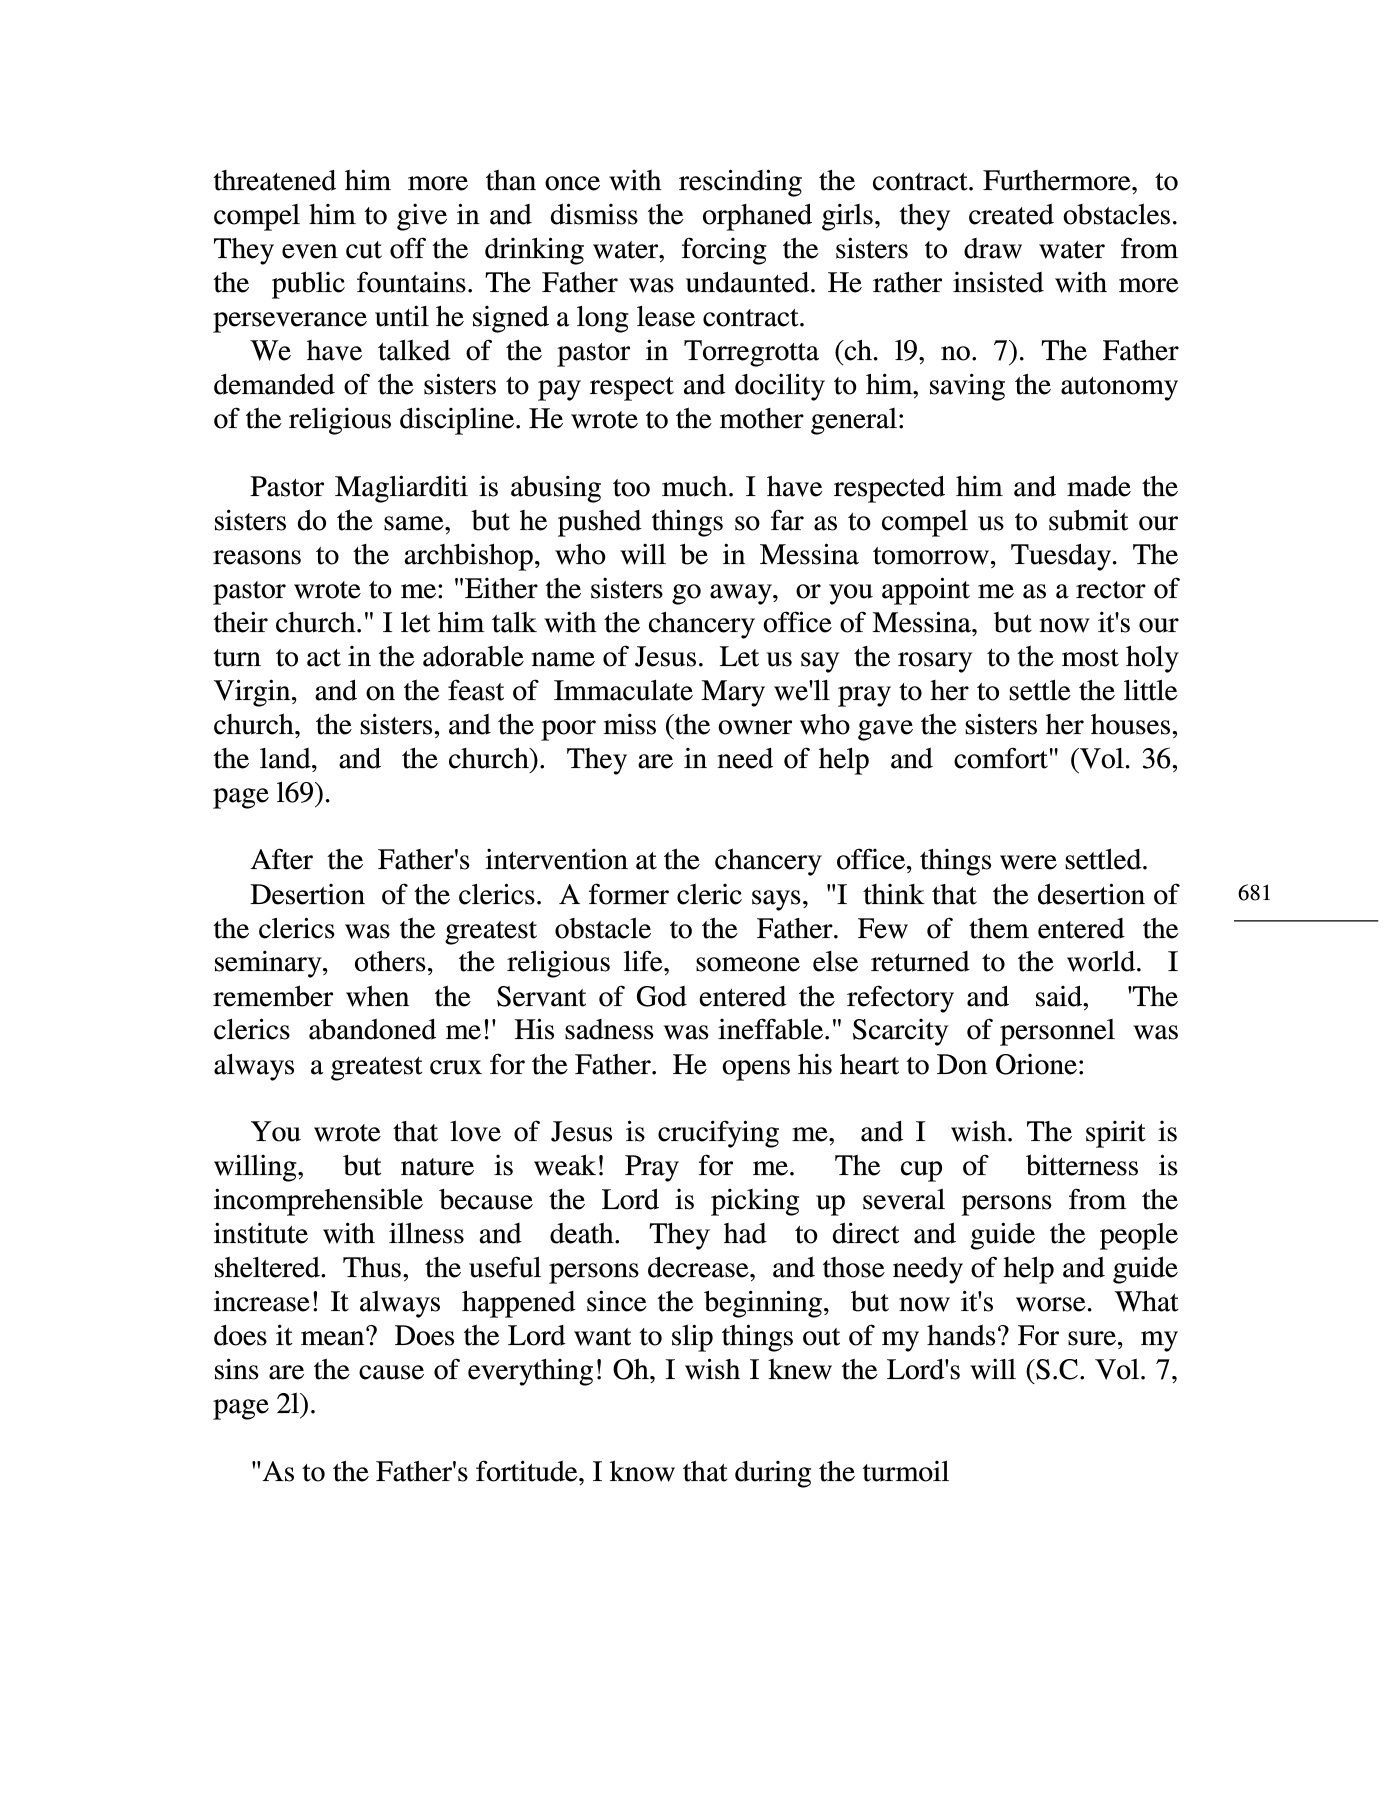 threatened him more than once with rescinding the contract. Furthermore, to
compel him to give in and dismiss the orphaned girls, they created obstacles.
They even cut off the drinking water, forcing the sisters to draw water from
the public fountains. The Father was undaunted. He rather insisted with more
perseverance until he signed a long lease contract.
We have talked of the pastor in Torregrotta (ch. l9, no. 7). The Father
demanded of the sisters to pay respect and docility to him, saving the autonomy
of the religious discipline. He wrote to the mother general:
Pastor Magliarditi is abusing too much. I have respected him and made the
sisters do the same, but he pushed things so far as to compel us to submit our
reasons to the archbishop, who will be in Messina tomorrow, Tuesday. The
pastor wrote to me: "Either the sisters go away, or you appoint me as a rector of
their church." I let him talk with the chancery office of Messina, but now it's our
turn to act in the adorable name of Jesus. Let us say the rosary to the most holy
Virgin, and on the feast of Immaculate Mary we'll pray to her to settle the little
church, the sisters, and the poor miss (the owner who gave the sisters her houses,
the land, and the church). They are in need of help and comfort" (Vol. 36,
page l69).
After the Father's intervention at the chancery office, things were settled.
Desertion of the clerics. A former cleric says, "I think that the desertion of
681
the clerics was the greatest obstacle to the Father. Few of them entered the
seminary, others, the religious life, someone else returned to the world. I
remember when the Servant of God entered the refectory and said, 'The
clerics abandoned me!' His sadness was ineffable." Scarcity of personnel was
always a greatest crux for the Father. He opens his heart to Don Orione:
You wrote that love of Jesus is crucifying me, and I wish. The spirit is
willing, but nature is weak! Pray for me. The cup of bitterness is
incomprehensible because the Lord is picking up several persons from the
institute with illness and death. They had to direct and guide the people
sheltered. Thus, the useful persons decrease, and those needy of help and guide
increase! It always happened since the beginning, but now it's worse. What
does it mean? Does the Lord want to slip things out of my hands? For sure, my
sins are the cause of everything! Oh, I wish I knew the Lord's will (S.C. Vol. 7,
page 2l).
"As to the Father's fortitude, I know that during the turmoil